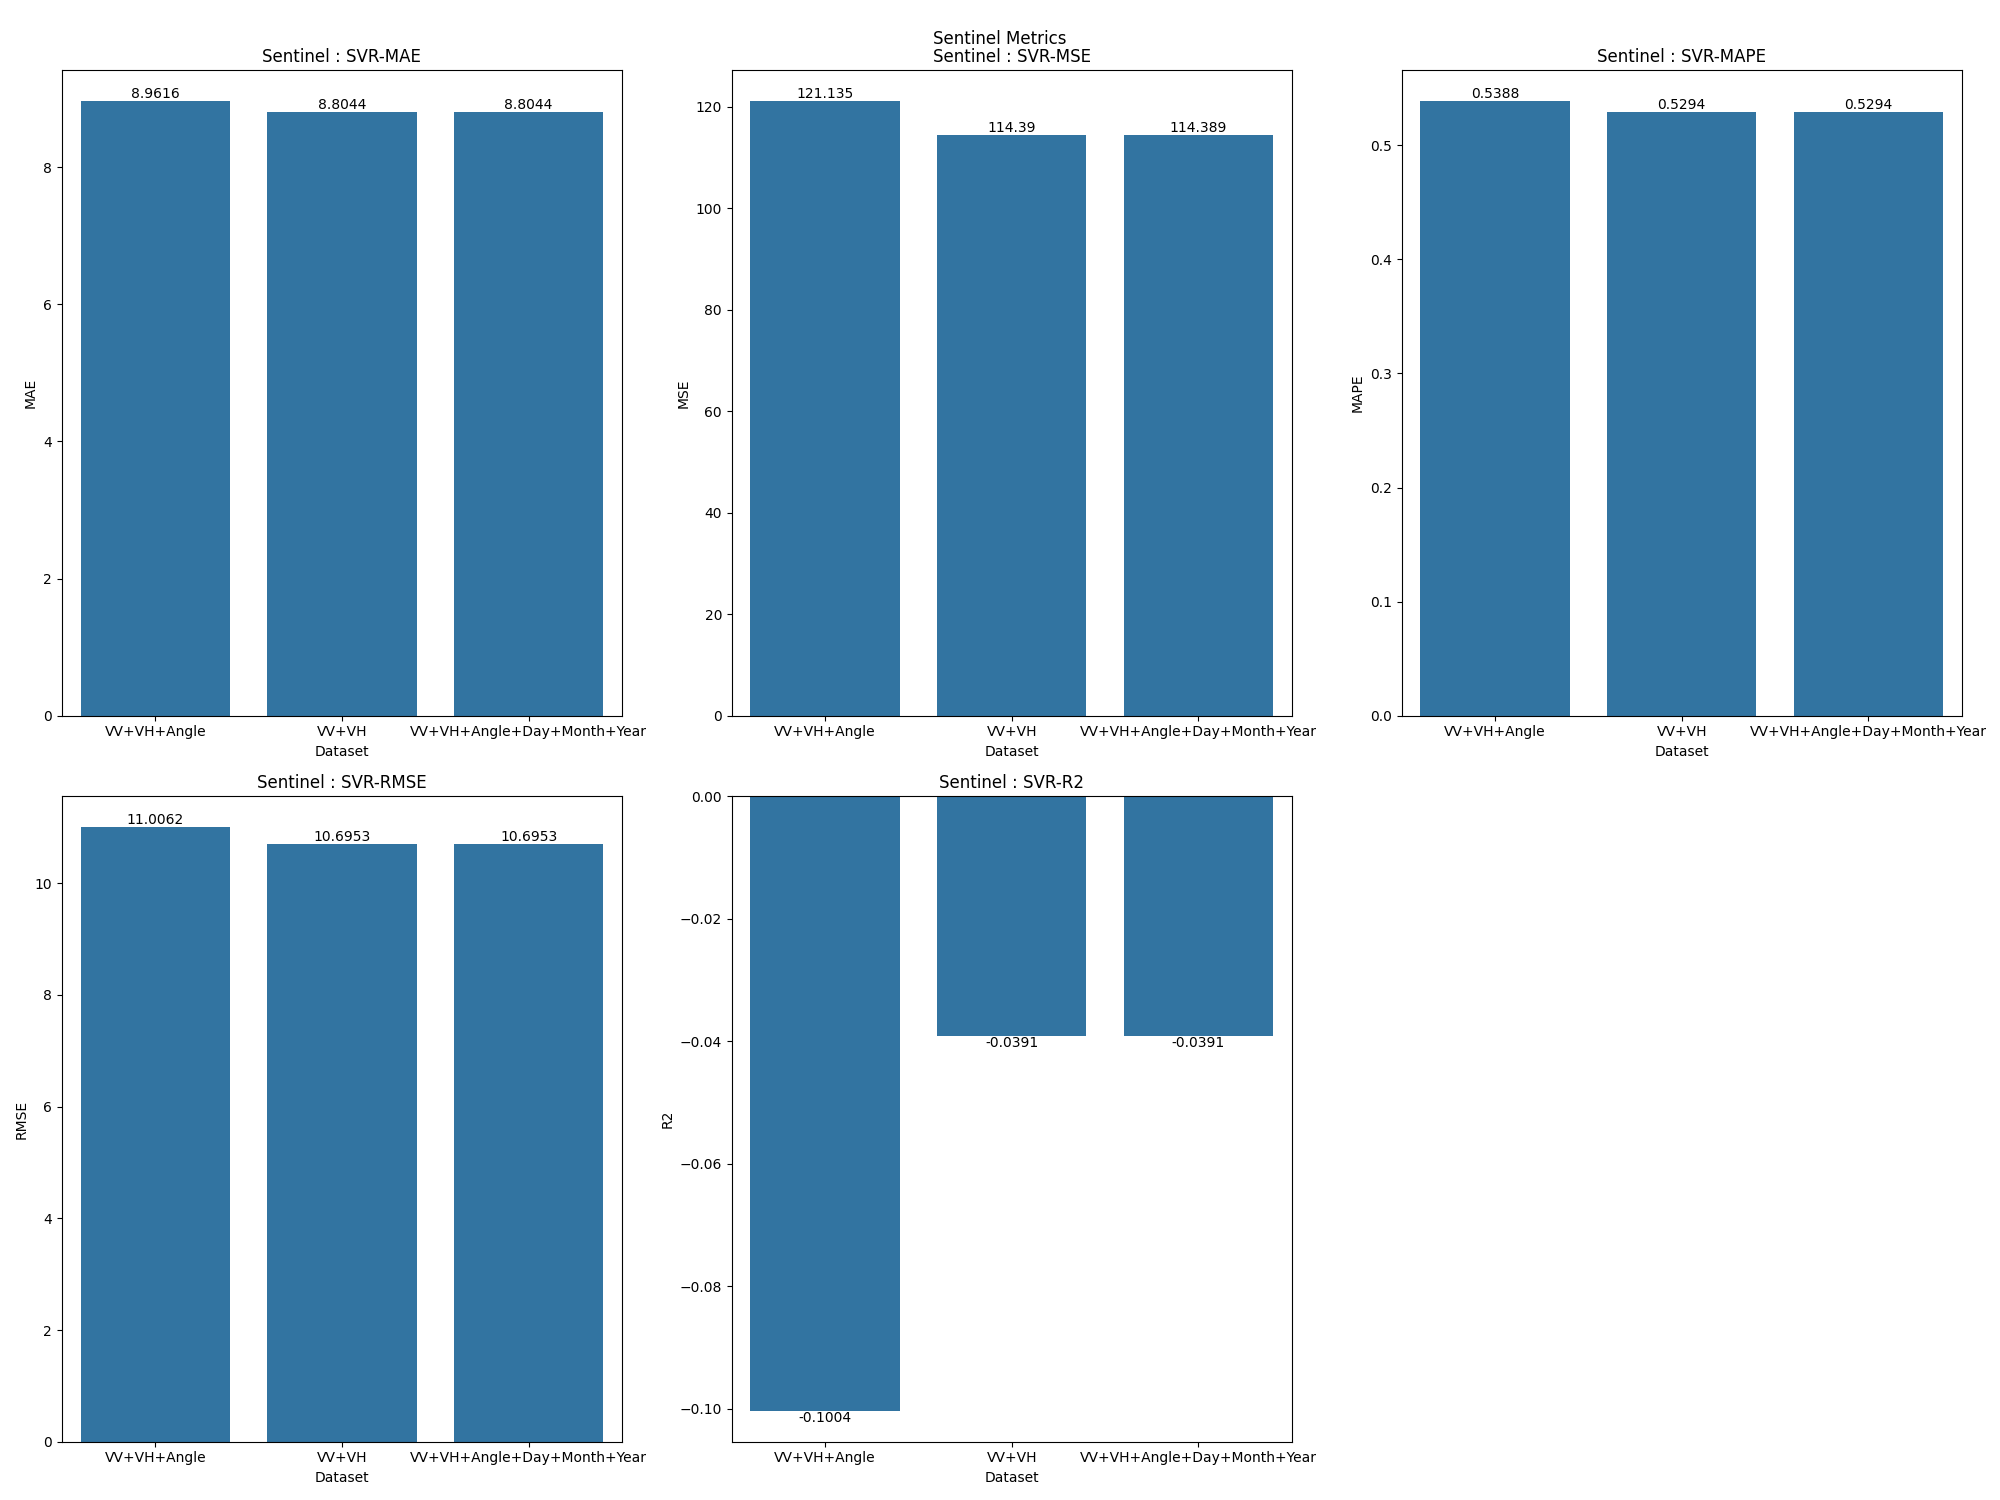 Sentinel Metrics
Sentinel : SVR-MAE
8.9616
8.8044
8.8044
8
6
4
2
0
MAE
VV+VH+Angle
VV+VH
VV+VH+Angle+Day+Month+Year
Dataset
Sentinel : SVR-MSE
121.135
114.39
114.389
120
100
80
60
40
20
0
MSE
VV+VH+Angle
VV+VH
VV+VH+Angle+Day+Month+Year
Dataset
Sentinel : SVR-MAPE
0.5388
0.5294
0.5294
0.5
0.4
0.3
0.2
0.1
0.0
MAPE
VV+VH+Angle
VV+VH
VV+VH+Angle+Day+Month+Year
Dataset
Sentinel : SVR-RMSE
11.0062
10.6953
10.6953
10
8
6
4
2
0
RMSE
VV+VH+Angle
VV+VH
VV+VH+Angle+Day+Month+Year
Dataset
Sentinel : SVR-R2
0.00
−0.02
−0.04
−0.06
−0.08
−0.10
R2
-0.1004
-0.0391
-0.0391
VV+VH+Angle
VV+VH
VV+VH+Angle+Day+Month+Year
Dataset